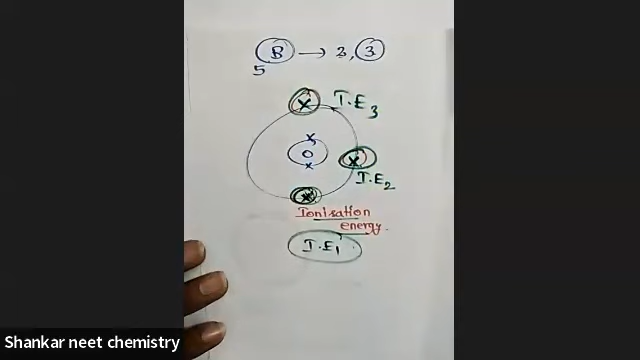 B → 2, 3
5
I.E3
I.E2
Ionisation
energy.
I.E1
Shankar neet chemistry